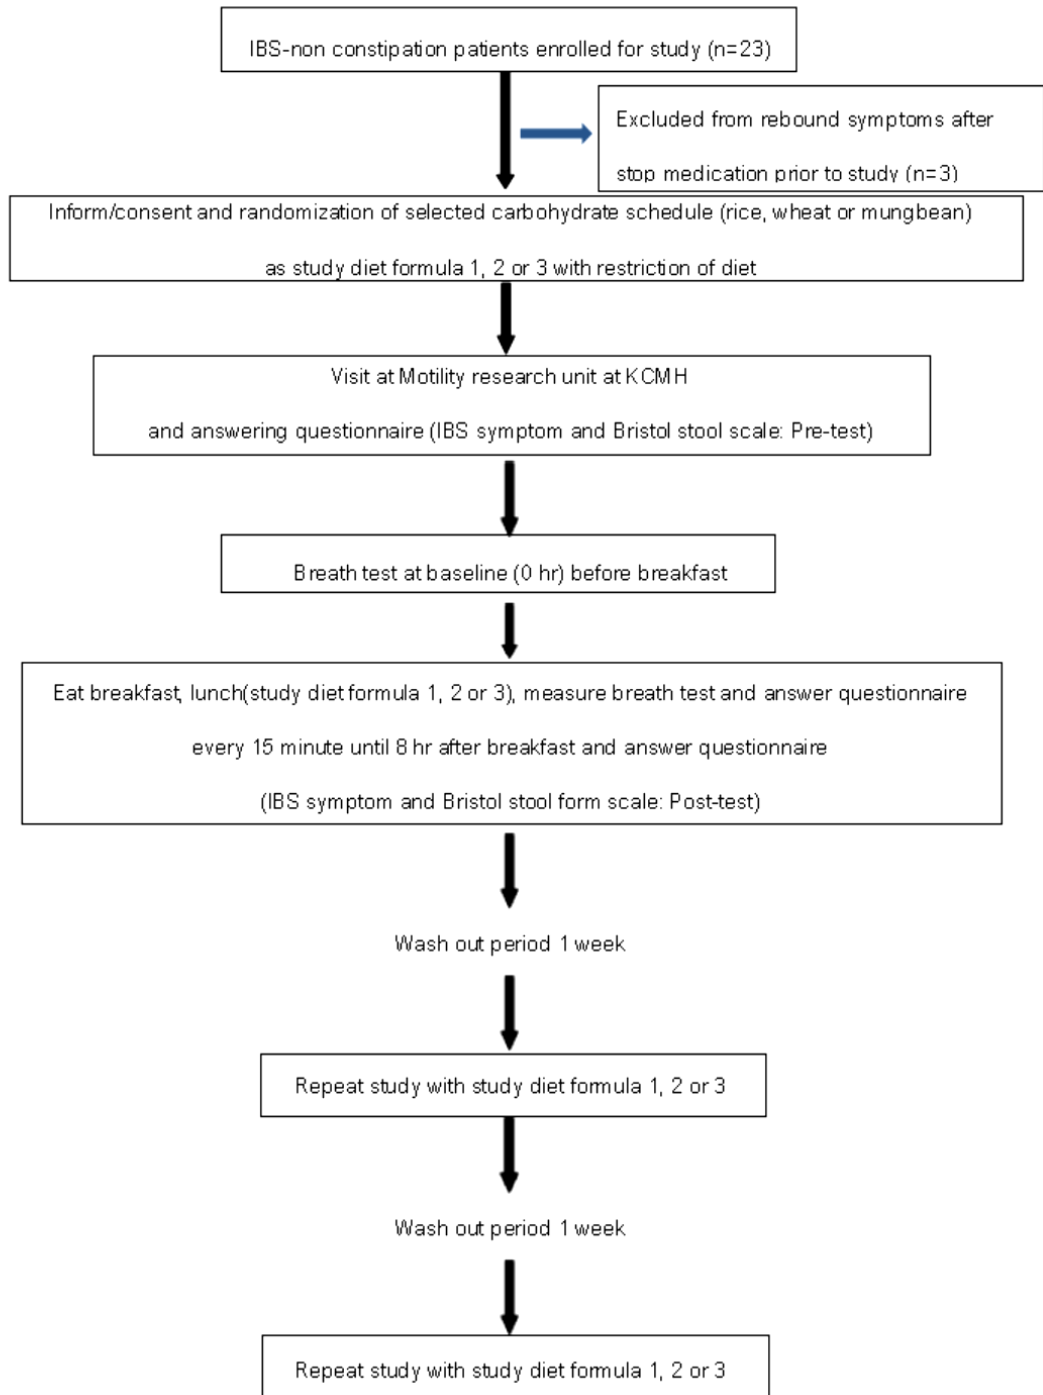 IBS-non constipation patients enrolled for study (n=23)
Excluded from rebound symptoms after
stop medication prior to study (n=3)
Inform/consent and randomization of selected carbohydrate schedule (rice, wheat or mungbean)
as study diet formula 1, 2 or 3 with restriction of diet
Visit at Motility research unit at KCMH
and answering questionnaire (IBS symptom and Bristol stool scale: Pre-test)
Breath test at baseline (0 hr) before breakfast
Eat breakfast, lunch(study diet formula 1, 2 or 3), measure breath test and answer questionnaire
every 15 minute until 8 hr after breakfast and answer questionnaire
(IBS symptom and Bristol stool form scale: Post-test)
Wash out period 1 week
Repeat study with study diet formula 1, 2 or 3
Wash out period 1 week
Repeat study with study diet formula 1, 2 or 3